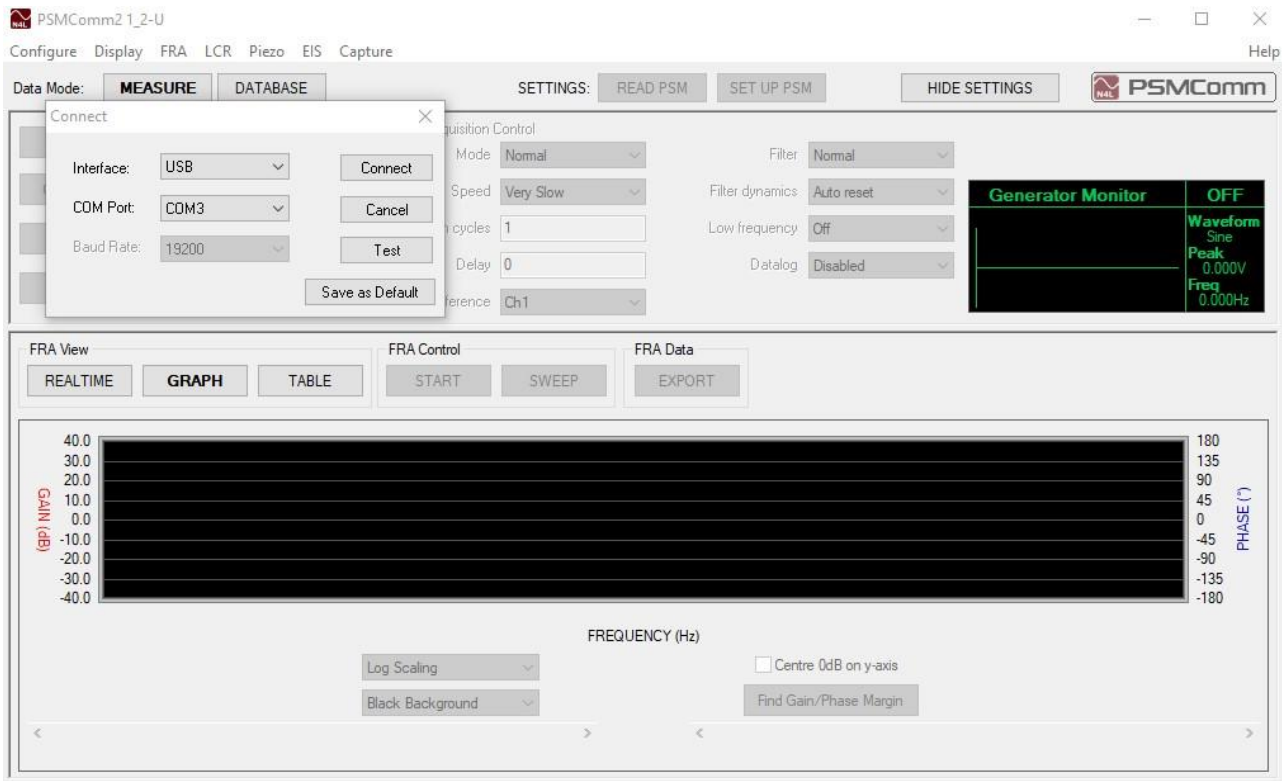 PSMComm2 1_2-U
Configure Display FRA LCR Piezo EIS Capture Help
Data Mode: MEASURE DATABASE SETTINGS: READ PSM SET UP PSM HIDE SETTINGS N4L PSMComm
Connect
Interface: USB Connect
COM Port: COM3 Cancel
Baud Rate: 19200 Test
Save as Default
Control
Mode Normal Filter Normal
Speed Very Slow Filter dynamics Auto reset
cycles 1 Low frequency Off
Delay 0 Datalog Disabled
Ch1
Generator Monitor OFF
Waveform
Sine
Peak
0.000V
Freq
0.000Hz
FRA View FRA Control FRA Data
REALTIME GRAPH TABLE START SWEEP EXPORT
GAIN (dB)
40.0 180
30.0 135
20.0 90
10.0 45
0.0 0
-10.0 -45
-20.0 -90
-30.0 -135
-40.0 -180
PHASE (°)
FREQUENCY (Hz)
Log Scaling Centre 0dB on y-axis
Black Background Find Gain/Phase Margin